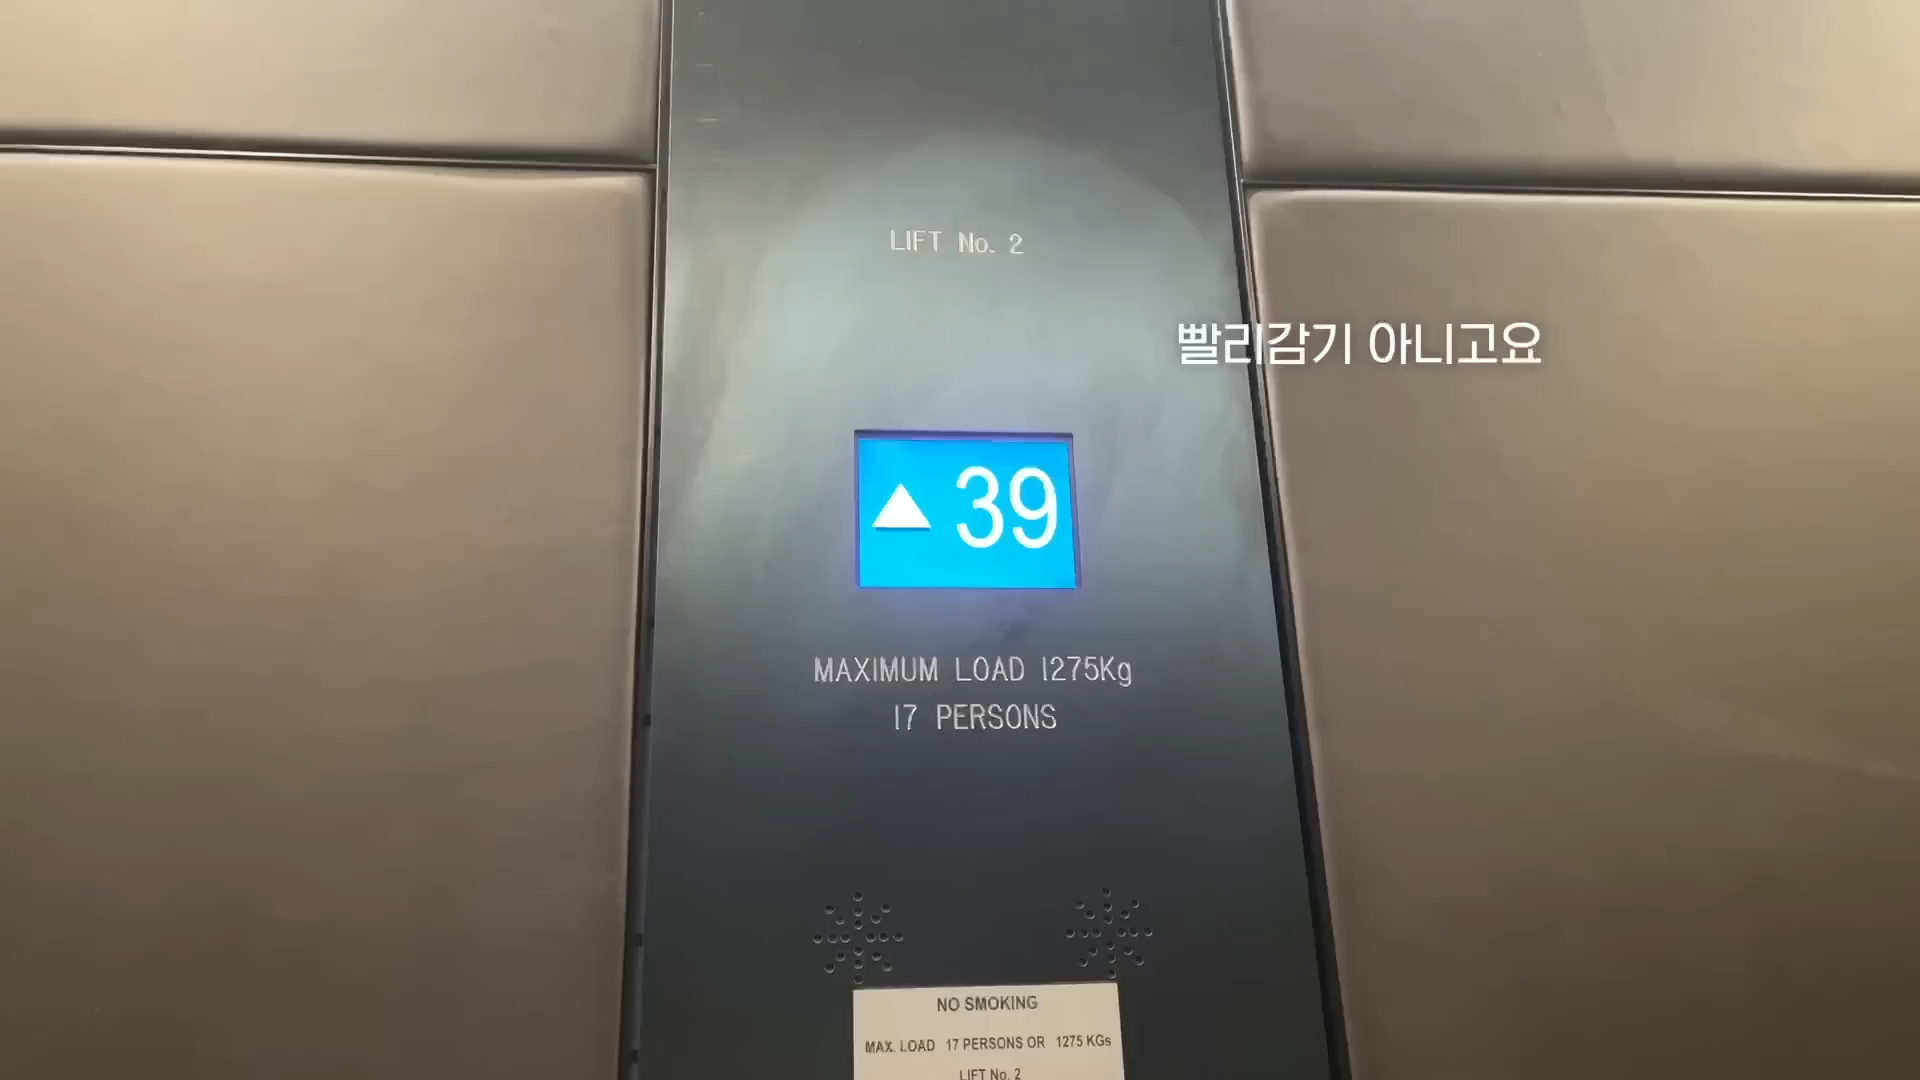 LIFT No. 2
빨리감기 아니고요
▲ 39
MAXIMUM LOAD 1275Kg
17 PERSONS
NO SMOKING
MAX. LOAD 17 PERSONS OR 1275 KGs
LIFT No. 2